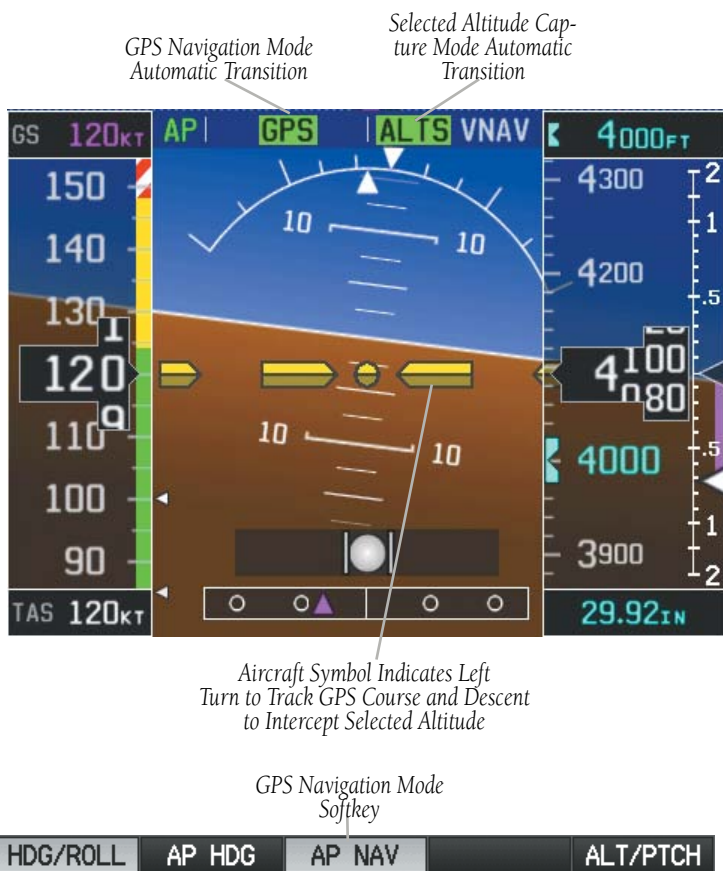 GPS Navigation Mode
Automatic Transition
Selected Altitude Cap-
ture Mode Automatic
Transition
GS 120KT AP GPS ALTS VNAV 4000FT
150
140
130
120
110
100
90
1
9
10 10
10 10
4300
4200
4000
3900
4100
080
20
2
1
.5
.5
1
2
TAS 120KT
29.92IN
Aircraft Symbol Indicates Left
Turn to Track GPS Course and Descent
to Intercept Selected Altitude
GPS Navigation Mode
Softkey
HDG/ROLL AP HDG AP NAV ALT/PTCH